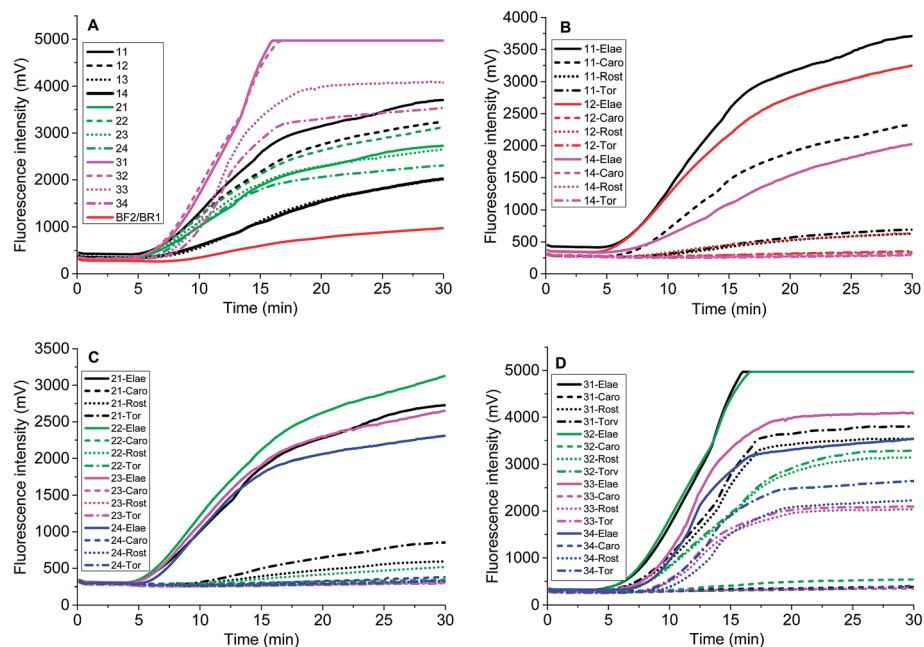 A
Fluorescence intensity (mV)
5000
4000
3000
2000
1000
0
11
12
13
14
21
22
23
24
31
32
33
34
BF2/BR1
0 5 10 15 20 25 30
Time (min)
B
Fluorescence intensity (mV)
4000
3500
3000
2500
2000
1500
1000
500
0
11-Elae
11-Caro
11-Rost
11-Tor
12-Elae
12-Caro
12-Rost
12-Tor
14-Elae
14-Caro
14-Rost
14-Tor
0 5 10 15 20 25 30
Time (min)
C
Fluorescence intensity (mV)
3500
3000
2500
2000
1500
1000
500
0
21-Elae
21-Caro
21-Rost
21-Tor
22-Elae
22-Caro
22-Rost
22-Tor
23-Elae
23-Caro
23-Rost
23-Tor
24-Elae
24-Caro
24-Rost
24-Tor
0 5 10 15 20 25 30
Time (min)
D
Fluorescence intensity (mV)
5000
4000
3000
2000
1000
0
31-Elae
31-Caro
31-Rost
31-Torv
32-Elae
32-Caro
32-Rost
32-Torv
33-Elae
33-Caro
33-Rost
33-Tor
34-Elae
34-Caro
34-Rost
34-Tor
0 5 10 15 20 25 30
Time (min)